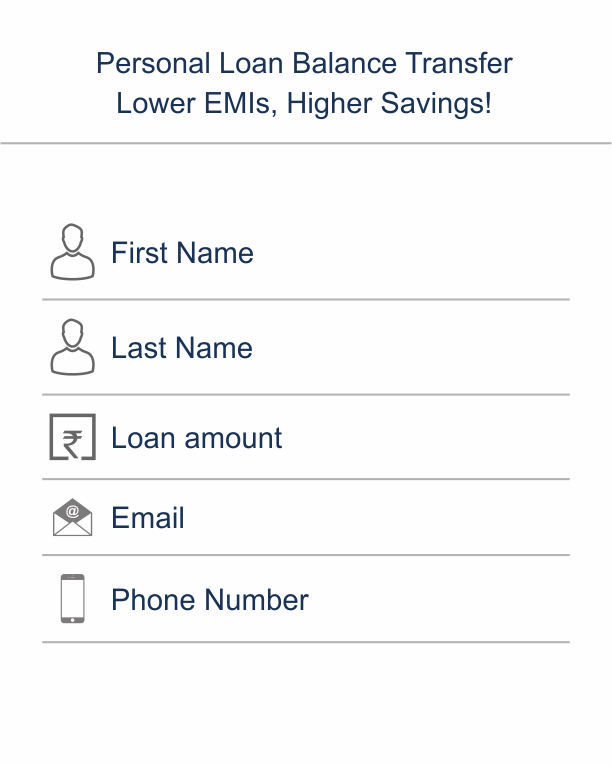 Personal Loan Balance Transfer
Lower EMIs, Higher Savings!
First Name
Last Name
₹ Loan amount
@ Email
Phone Number